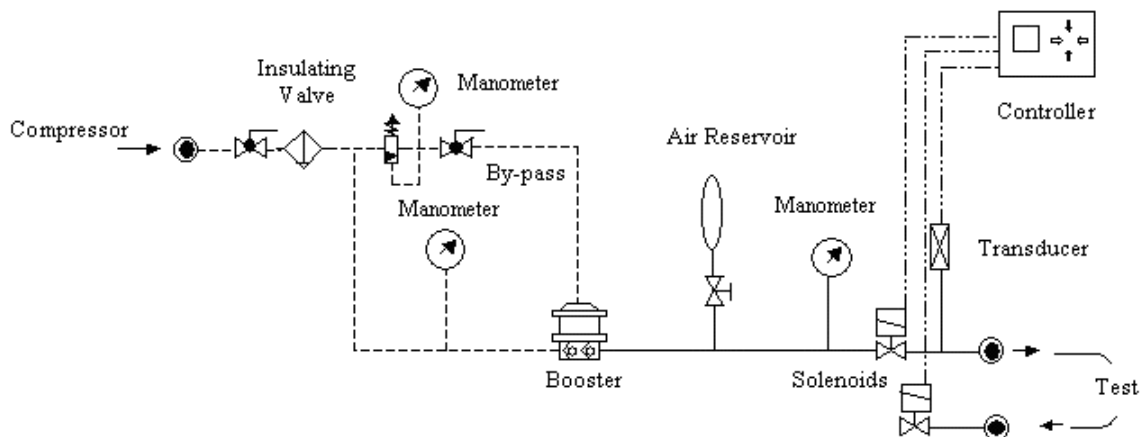 Insulating
Valve
Manometer
Controller
Compressor
Air Reservoir
By-pass
Manometer
Manometer
Transducer
Booster
Solenoids
Test